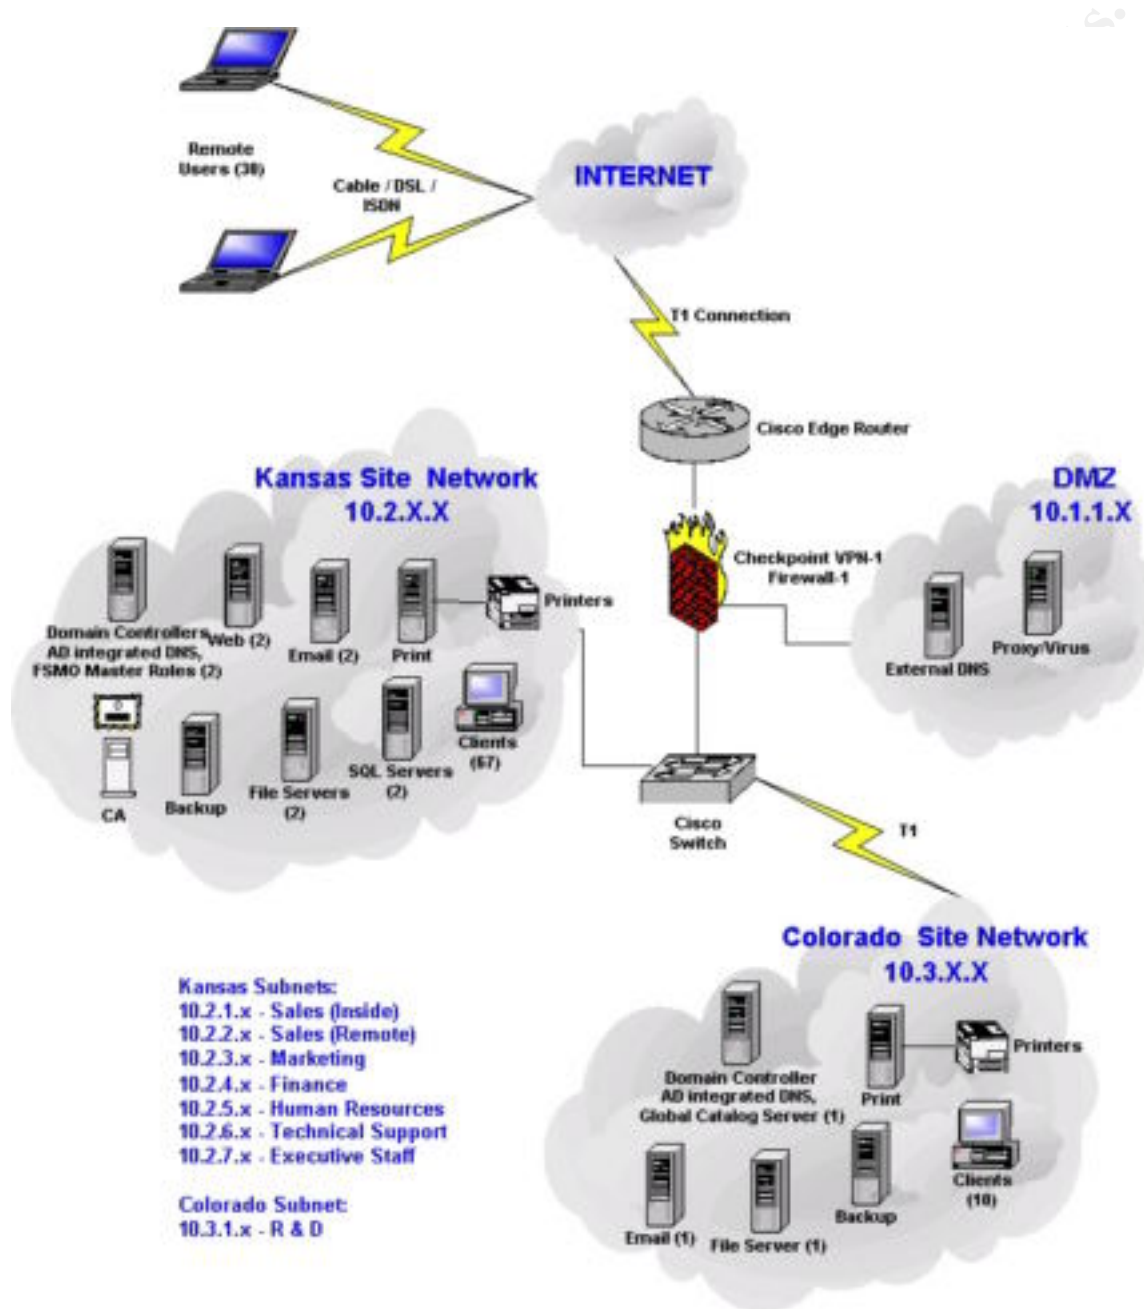 Remote
Users (30)
Cable / DSL /
ISDN
INTERNET
T1 Connection
Cisco Edge Router
Kansas Site Network
10.2.X.X
DMZ
10.1.1.X
Checkpoint VPN-1
Firewall-1
Domain Controllers
AD integrated DNS,
FSMO Master Roles (2)
Web (2)
Email (2)
Print
Printers
External DNS
Proxy/Virus
CA
Backup
File Servers
(2)
SQL Servers
(2)
Clients
(67)
Cisco
Switch
T1
Colorado Site Network
10.3.X.X
Kansas Subnets:
10.2.1.x - Sales (Inside)
10.2.2.x - Sales (Remote)
10.2.3.x - Marketing
10.2.4.x - Finance
10.2.5.x - Human Resources
10.2.6.x - Technical Support
10.2.7.x - Executive Staff
Colorado Subnet:
10.3.1.x - R & D
Domain Controller
AD integrated DNS,
Global Catalog Server (1)
Print
Printers
Email (1)
File Server (1)
Backup
Clients
(10)